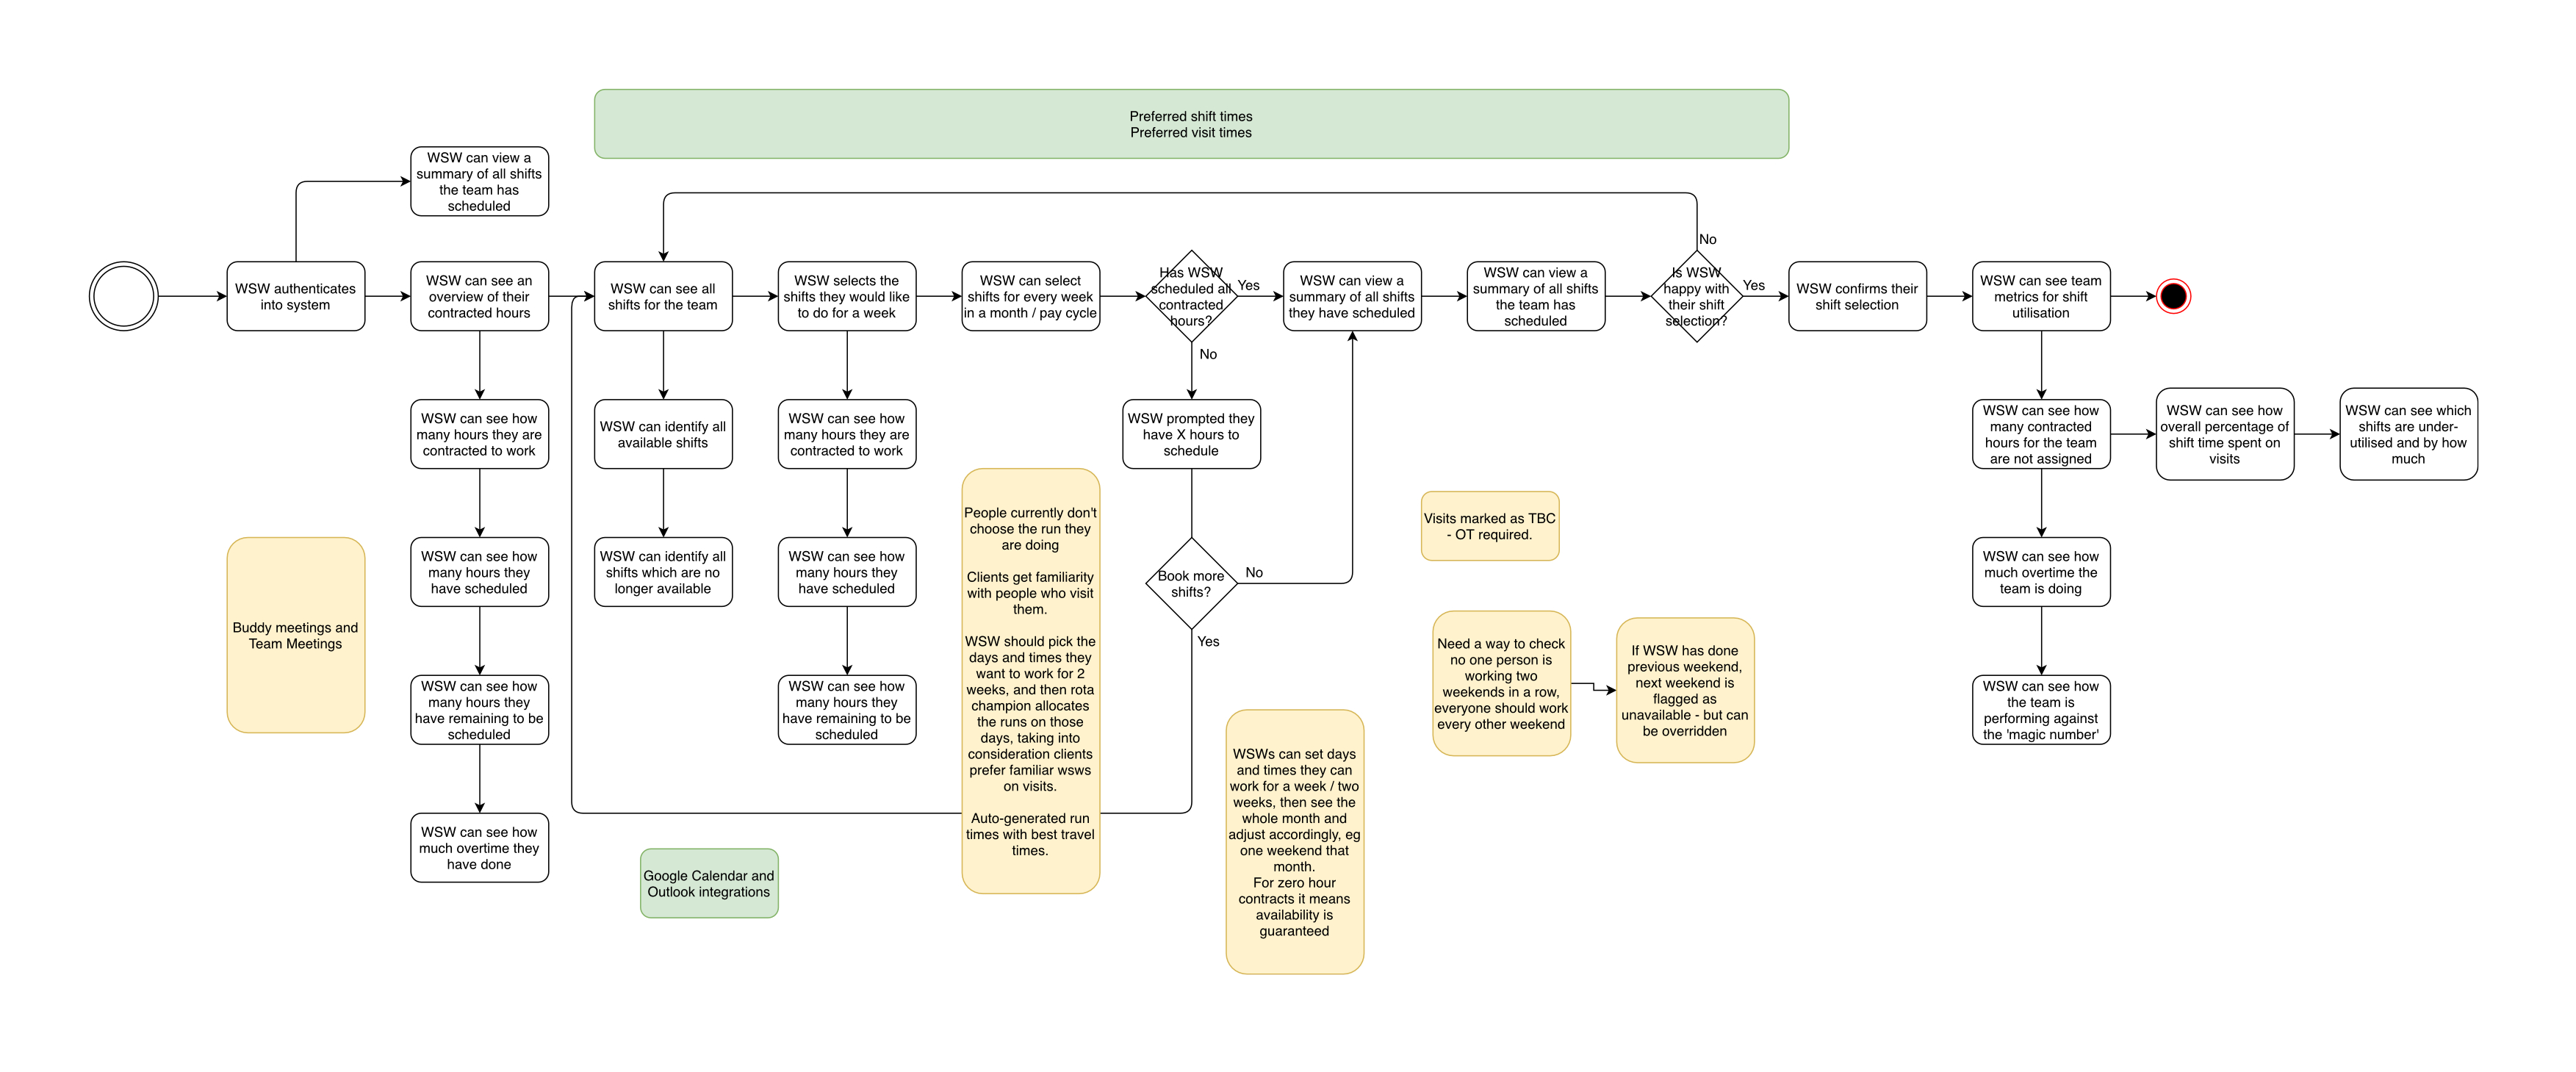 Preferred shift times
Preferred visit times
WSW can view a
summary of all shifts
the team has
scheduled
No
WSW authenticates
into system
WSW can see an
overview of their
contracted hours
WSW can see all
shifts for the team
WSW selects the
shifts they would like
to do for a week
WSW can select
shifts for every week
in a month / pay cycle
Has WSW
scheduled all
contracted
hours?
Yes
WSW can view a
summary of all shifts
they have scheduled
WSW can view a
summary of all shifts
the team has
scheduled
Is WSW
happy with
their shift
selection?
Yes
WSW confirms their
shift selection
WSW can see team
metrics for shift
utilisation
No
WSW can see how
many hours they are
contracted to work
WSW can identify all
available shifts
WSW can see how
many hours they are
contracted to work
WSW prompted they
have X hours to
schedule
WSW can see how
many contracted
hours for the team
are not assigned
WSW can see how
overall percentage of
shift time spent on
visits
WSW can see which
shifts are under-
utilised and by how
much
People currently don't
choose the run they
are doing
Clients get familiarity
with people who visit
them.
WSW should pick the
days and times they
want to work for 2
weeks, and then rota
champion allocates
the runs on those
days, taking into
consideration clients
prefer familiar wsws
on visits.
Auto-generated run
times with best travel
times.
Visits marked as TBC
- OT required.
WSW can see how
many hours they
have scheduled
WSW can identify all
shifts which are no
longer available
WSW can see how
many hours they
have scheduled
Book more
shifts?
No
Yes
WSW can see how
much overtime the
team is doing
Buddy meetings and
Team Meetings
Need a way to check
no one person is
working two
weekends in a row,
everyone should work
every other weekend
If WSW has done
previous weekend,
next weekend is
flagged as
unavailable - but can
be overridden
WSW can see how
many hours they
have remaining to be
scheduled
WSW can see how
many hours they
have remaining to be
scheduled
WSW can see how
the team is
performing against
the 'magic number'
WSWs can set days
and times they can
work for a week / two
weeks, then see the
whole month and
adjust accordingly, eg
one weekend that
month.
For zero hour
contracts it means
availability is
guaranteed
WSW can see how
much overtime they
have done
Google Calendar and
Outlook integrations